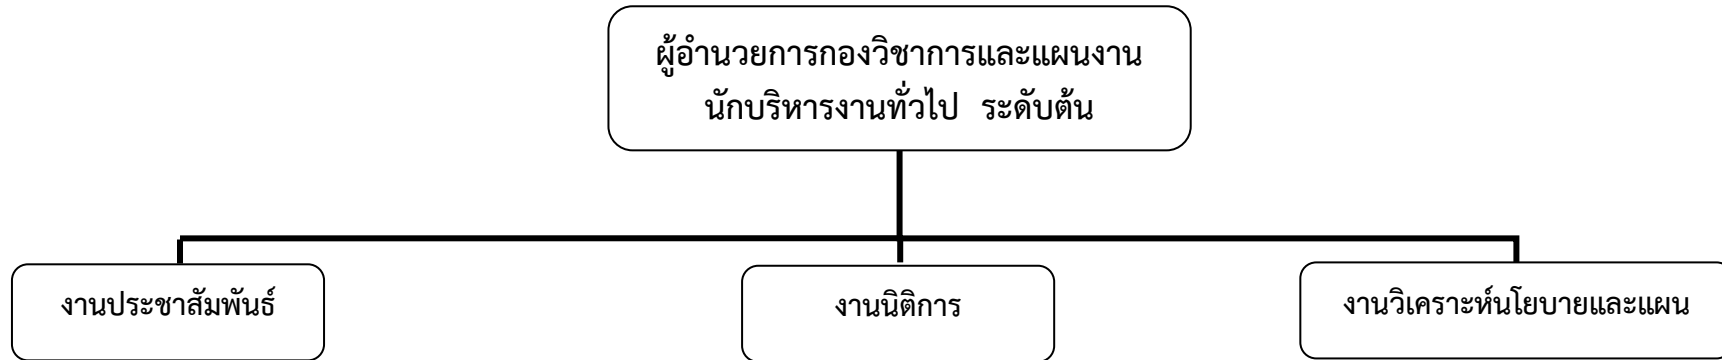 ผู้อำนวยการกองวิชาการและแผนงาน
นักบริหารงานทั่วไป ระดับต้น
งานประชาสัมพันธ์
งานนิติการ
งานวิเคราะห์นโยบายและแผน